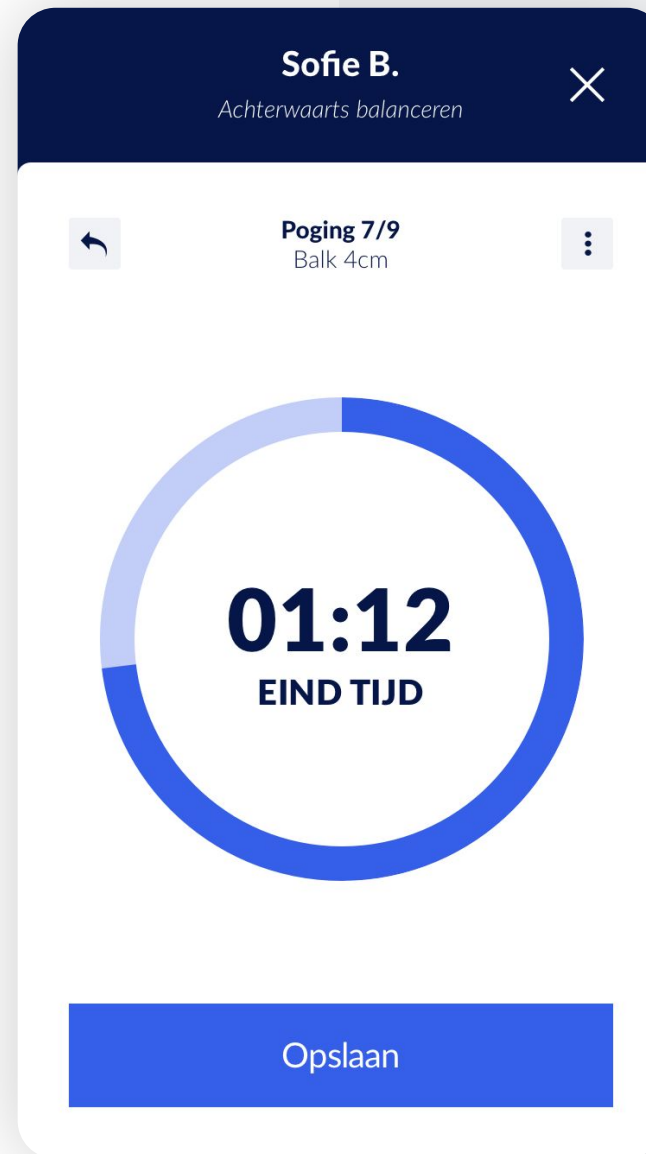 Sofie B.
Achterwaarts balanceren
Poging 7/9
Balk 4cm
01:12
EIND TIJD
Opslaan